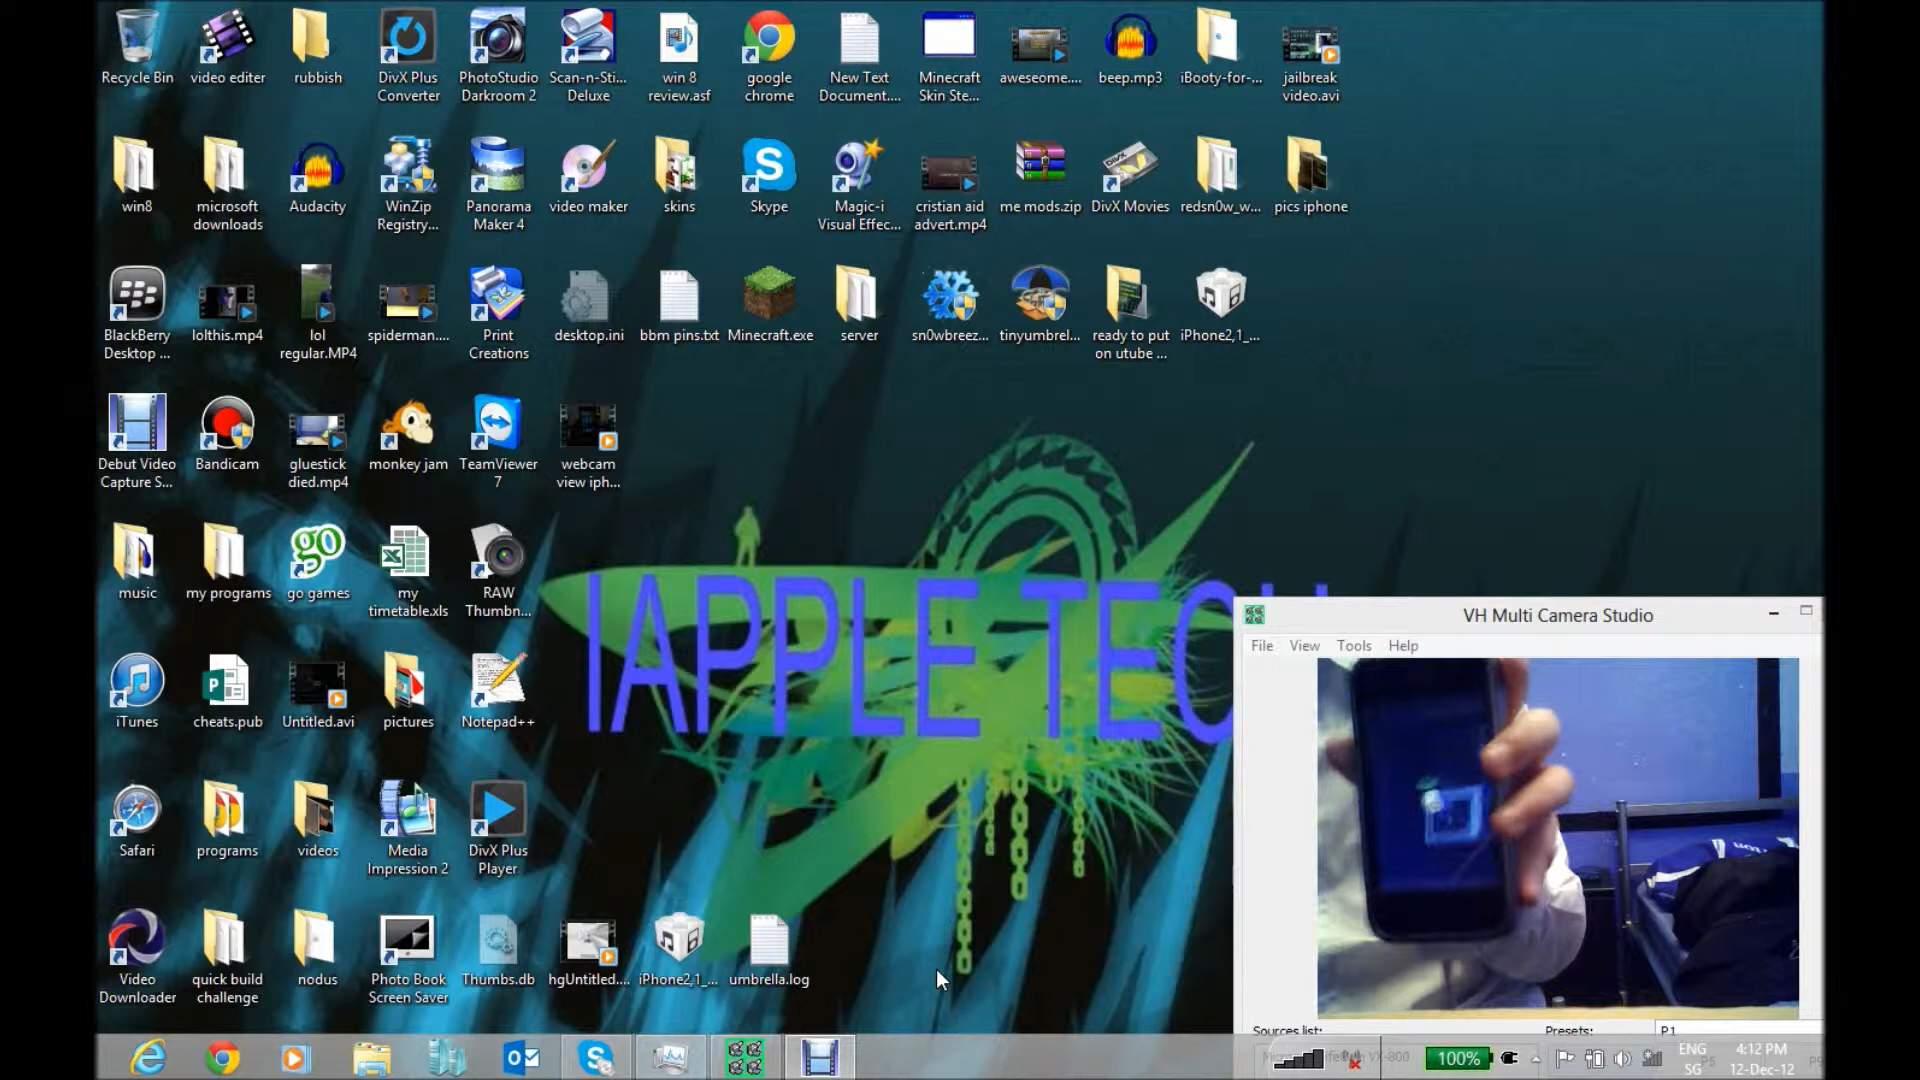 Recycle Bin
video editor
rubbish
DivX Plus
Converter
PhotoStudio
Darkroom 2
Scan-n-Sti...
Deluxe
win 8
review.asf
google
chrome
New Text
Document....
Minecraft
Skin Ste...
aweseome....
beep.mp3
iBooty-for-...
jailbreak
video.avi
win8
microsoft
downloads
Audacity
WinZip
Registry...
Panorama
Maker 4
video maker
skins
Skype
Magic-i
Visual Effec...
cristian aid
advert.mp4
me mods.zip
DivX Movies
redsn0w_w...
pics iphone
BlackBerry
Desktop ...
lolthis.mp4
lol
regular.MP4
spiderman....
Print
Creations
desktop.ini
bbm pins.txt
Minecraft.exe
server
sn0wbreez...
tinyumbrel...
ready to put
on utube ...
iPhone2,1_...
Debut Video
Capture S...
Bandicam
gluestick
died.mp4
monkey jam
TeamViewer
7
webcam
view iph...
music
my programs
go
go games
my
timetable.xls
RAW
Thumbn...
IAPPLE TECH
iTunes
cheats.pub
Untitled.avi
pictures
Notepad++
Safari
programs
videos
Media
Impression 2
DivX Plus
Player
Video
Downloader
quick build
challenge
nodus
Photo Book
Screen Saver
Thumbs.db
hgUntitled....
iPhone2,1_...
umbrella.log
VH Multi Camera Studio
File View Tools Help
Sources list: Presets: P1
100%
ENG
SG
4:12 PM
12-Dec-12